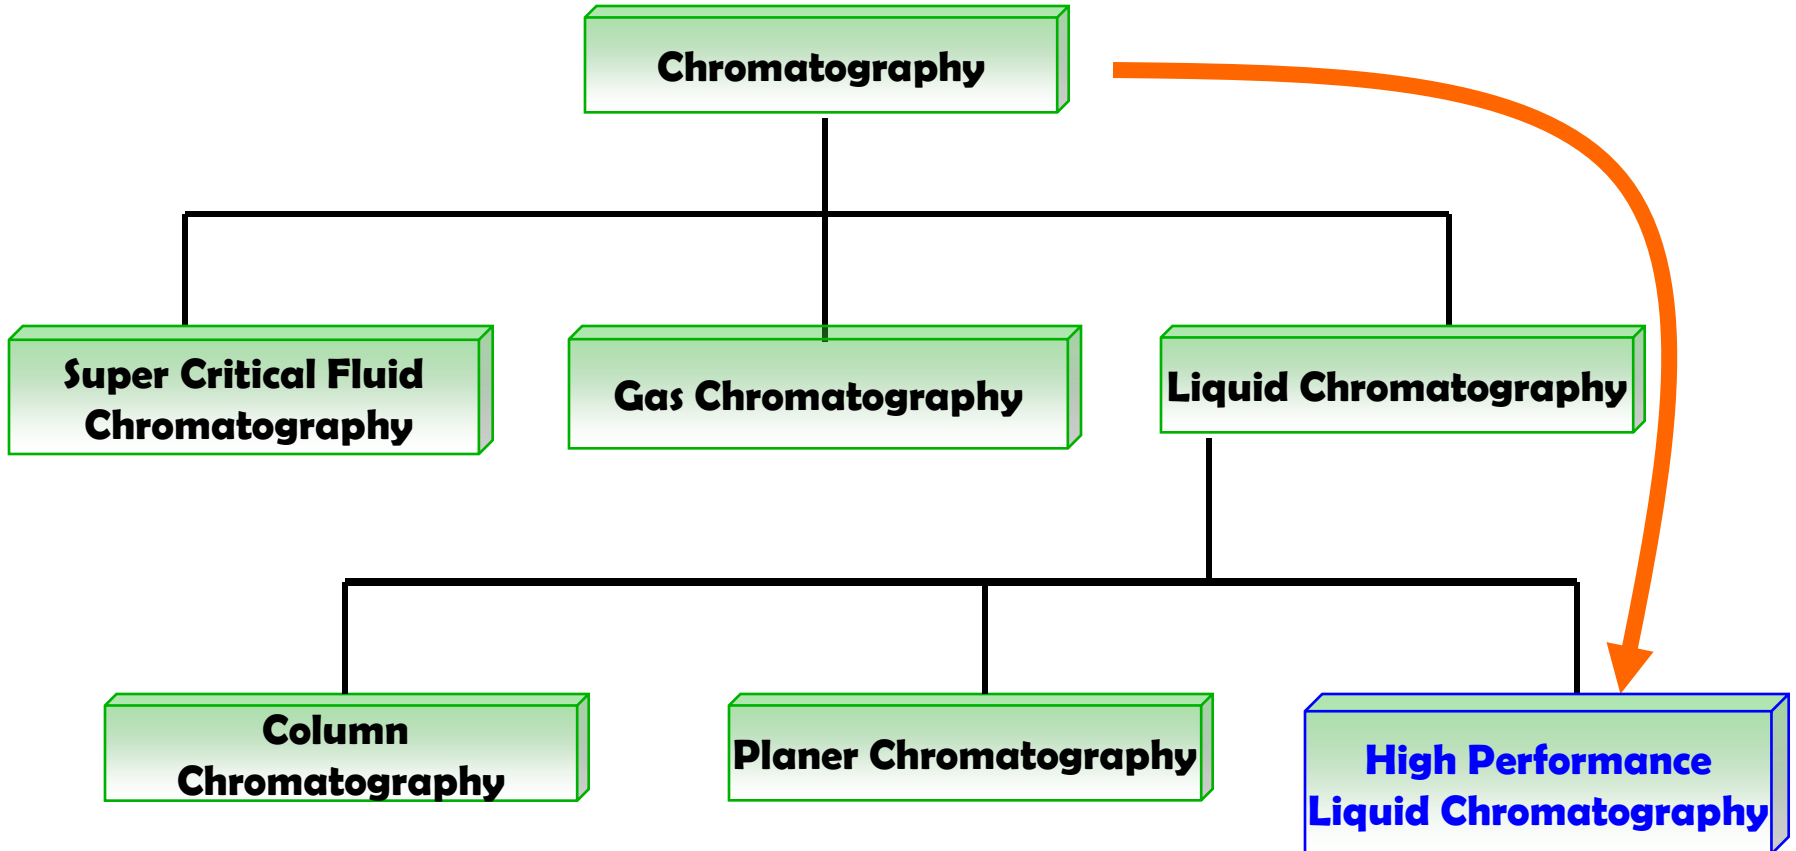 Chromatography
Super Critical Fluid
Chromatography
Gas Chromatography
Liquid Chromatography
Column
Chromatography
Planer Chromatography
High Performance
Liquid Chromatography